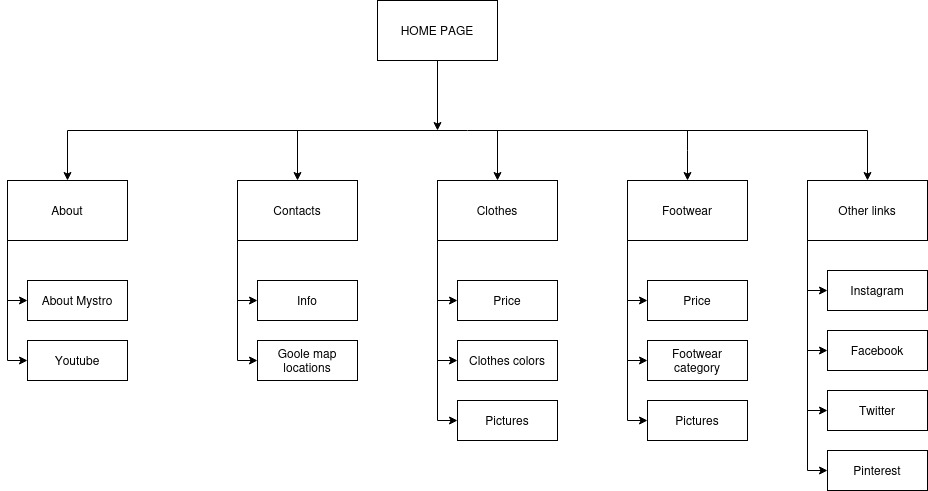 HOME PAGE
About
Contacts
Clothes
Footwear
Other links
About Mystro
Youtube
Info
Goole map
locations
Price
Clothes colors
Pictures
Price
Footwear
category
Pictures
Instagram
Facebook
Twitter
Pinterest